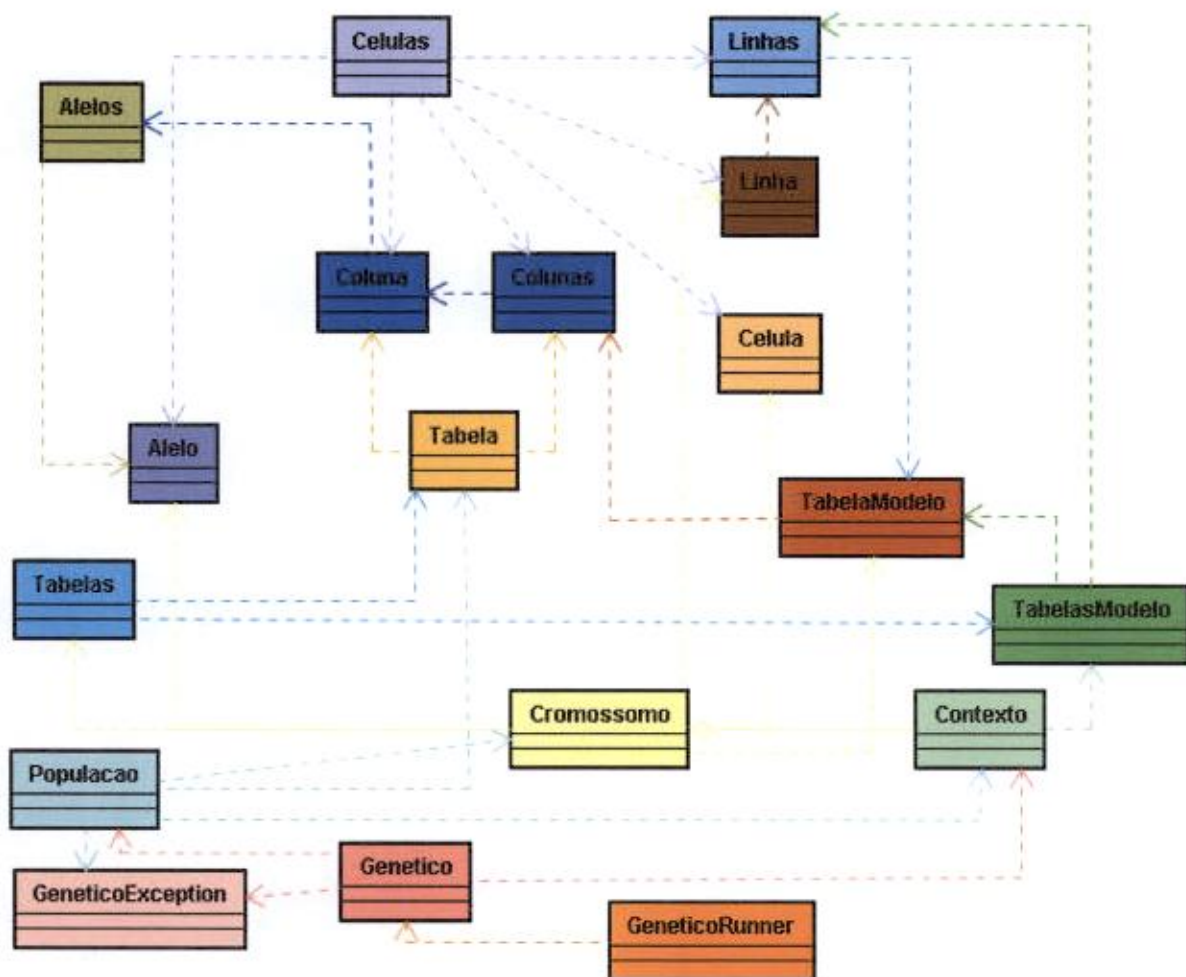 Celulas
Linhas
Alelos
Linha
Coluna
Colunas
Celula
Tabela
Alelo
TabelaModelo
Tabelas
TabelasModelo
Cromossomo
Contexto
Populacao
Genetico
GeneticoException
GeneticoRunner